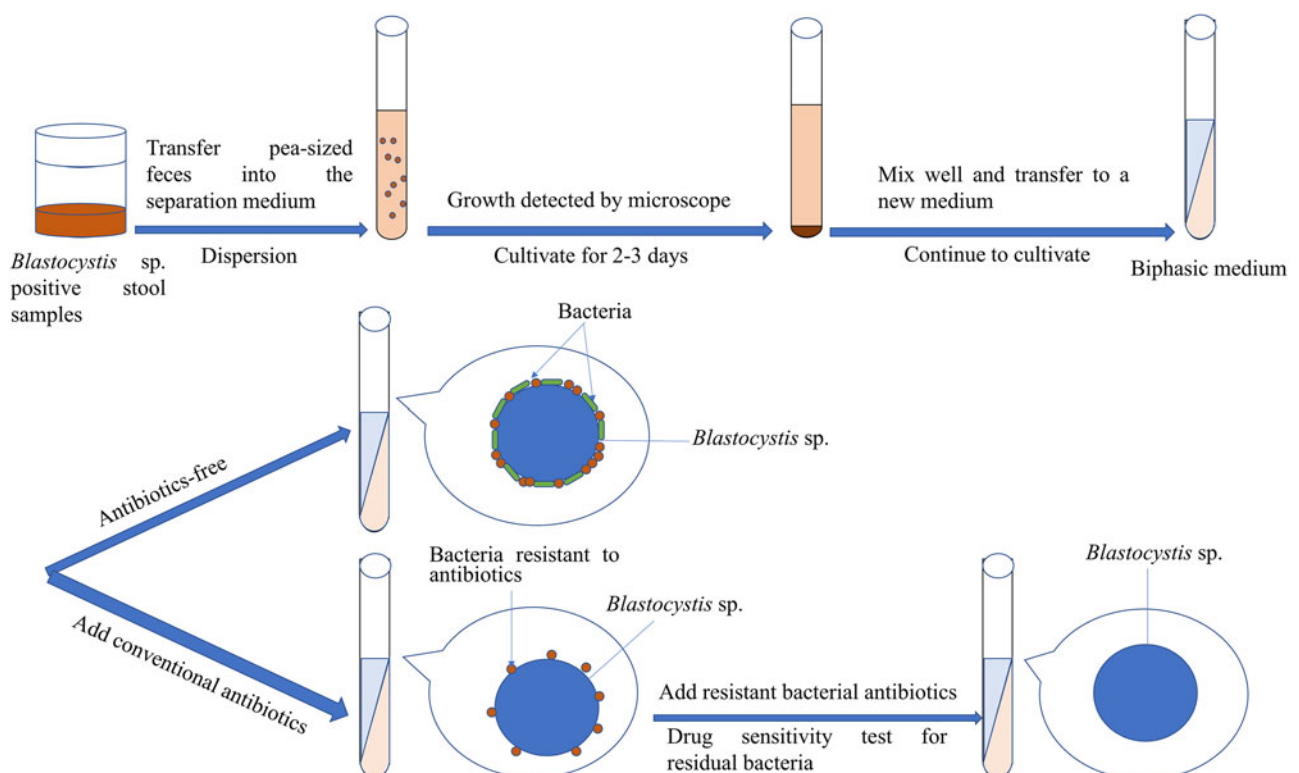 Transfer pea-sized
feces into the
separation medium
Dispersion
Blastocystis sp.
positive stool
samples
Growth detected by microscope
Cultivate for 2-3 days
Mix well and transfer to a
new medium
Continue to cultivate
Biphasic medium
Bacteria
Blastocystis sp.
Antibiotics-free
Add conventional antibiotics
Bacteria resistant to
antibiotics
Blastocystis sp.
Add resistant bacterial antibiotics
Drug sensitivity test for
residual bacteria
Blastocystis sp.